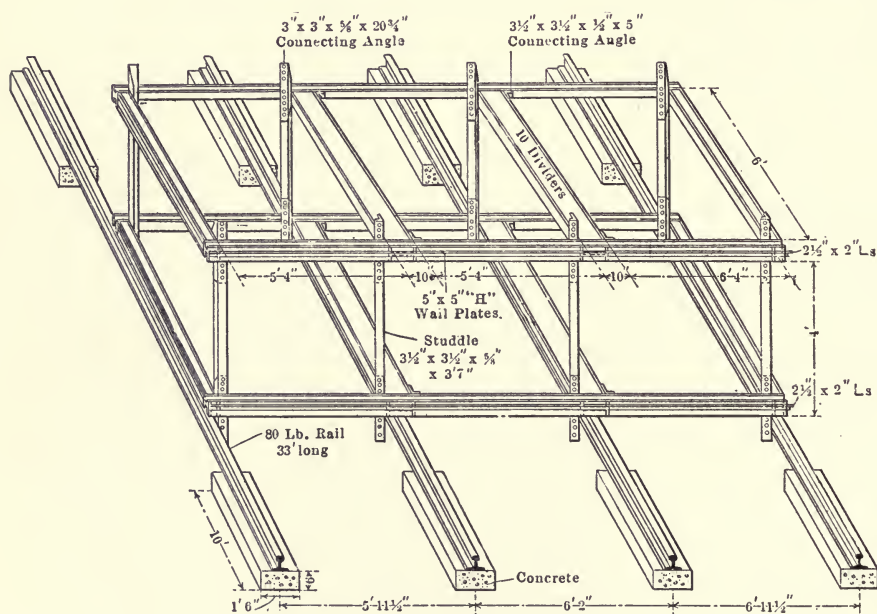 3" x 3" x ⅝" x 20¾"
Connecting Angle
3½" x 3½" x ½" x 5"
Connecting Angle
10 Dividers
6'
2½" x 2" Ls
5'4"
10"
5'4"
10"
6'4"
5" x 5" "H"
Wall Plates.
Studdle
3½" x 3½" x ⅝"
x 3'7"
4'
2½" x 2" Ls
80 Lb. Rail
33' long
10'
Concrete
1' 6"
5'11½"
6'2"
6'11½"